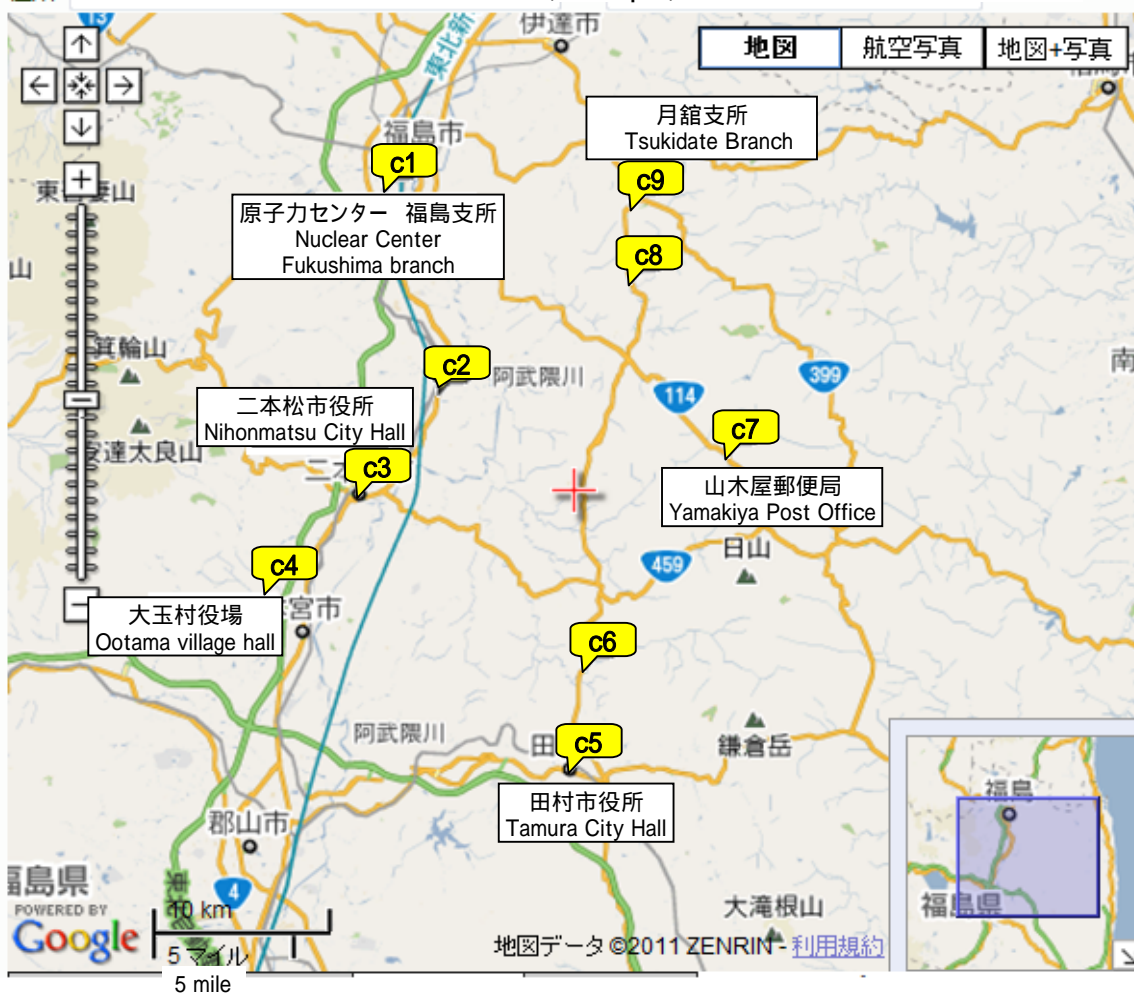 13
東北新
伊達市
地図
航空写真
地図+写真
福島市
月舘支所
Tsukidate Branch
c1
c9
原子力センター 福島支所
Nuclear Center
Fukushima branch
c8
山
箕輪山
c2
阿武隈川
399
南
114
二本松市役所
Nihonmatsu City Hall
c7
安達太良山
c3
山木屋郵便局
Yamakiya Post Office
日山
459
c4
大玉村役場
Ootama village hall
宮市
c6
阿武隈川
田
c5
鎌倉岳
田村市役所
Tamura City Hall
福島
郡山市
福島県
4
大滝根山
福島県
POWERED BY
Google
10 km
5 マイル
地図データ ©2011 ZENRIN - 利用規約
5 mile